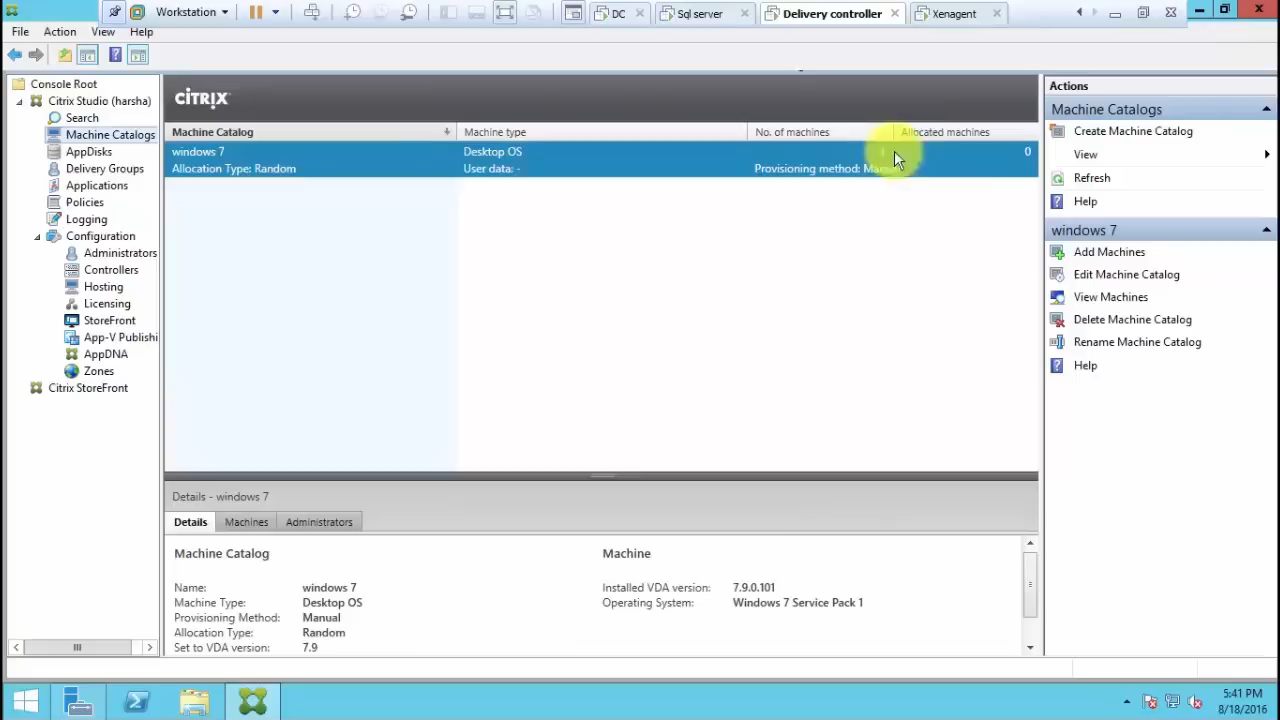 Workstation
DC
Sql server
Delivery controller
Xenagent
File Action View Help
Console Root
Citrix Studio (harsha)
Search
Machine Catalogs
AppDisks
Delivery Groups
Applications
Policies
Logging
Configuration
Administrators
Controllers
Hosting
Licensing
StoreFront
App-V Publishi
AppDNA
Zones
Citrix StoreFront
CİTRIX
Machine Catalog Machine type No. of machines Allocated machines
windows 7 Desktop OS 0
Allocation Type: Random User data: - Provisioning method:
Details - windows 7
Details Machines Administrators
Machine Catalog Machine
Name: windows 7 Installed VDA version: 7.9.0.101
Machine Type: Desktop OS Operating System: Windows 7 Service Pack 1
Provisioning Method: Manual
Allocation Type: Random
Set to VDA version: 7.9
Actions
Machine Catalogs
Create Machine Catalog
View
Refresh
Help
windows 7
Add Machines
Edit Machine Catalog
View Machines
Delete Machine Catalog
Rename Machine Catalog
Help
5:41 PM
8/18/2016